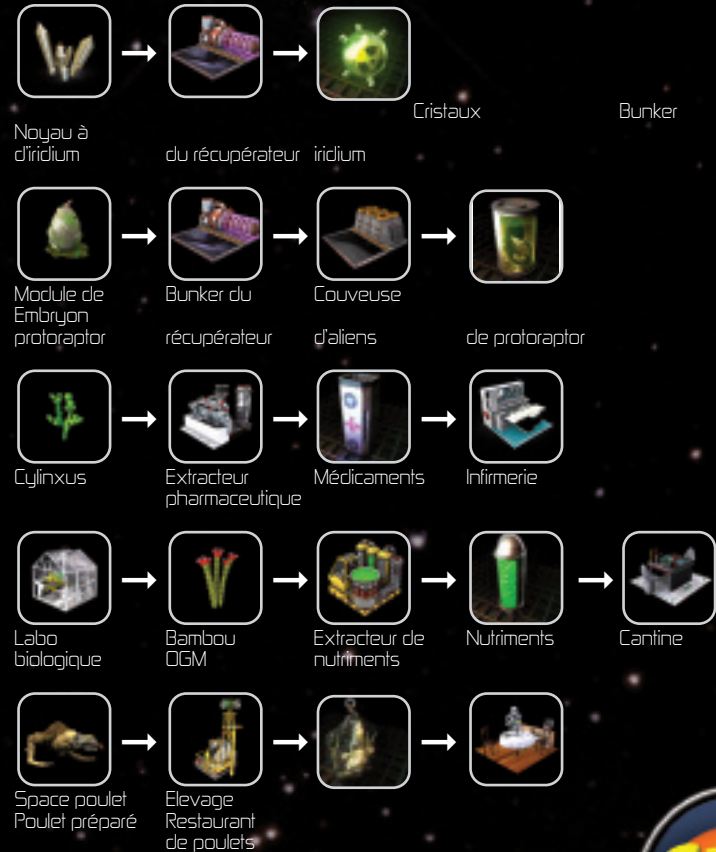 Cristaux Bunker
Noyau à
d'iridium du récupérateur iridium
Module de Bunker du Couveuse
Embryon
protoraptor récupérateur d'aliens de protoraptor
Cylinxus Extracteur Médicaments Infirmerie
pharmaceutique
Labo Bambou Extracteur de Nutriments Cantine
biologique OGM nutriments
Space poulet Elevage
Poulet préparé Restaurant
de poulets